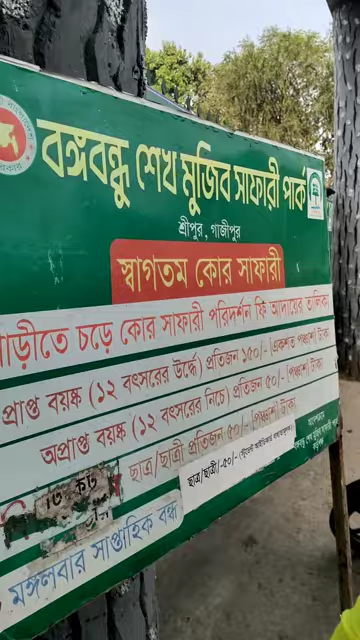 বঙ্গবন্ধু শেখ মুজিব সাফারী পার্ক
শ্রীপুর, গাজীপুর
স্বাগতম কোর সাফারী
গাড়ীতে চড়ে কোর সাফারী পরিদর্শন ফি আদায়ের তালিকা
প্রাপ্ত বয়ষ্ক (১২ বৎসরের উর্দ্ধে) প্রতিজন ১৫০/- (একশত পঞ্চাশ) টাকা
অপ্রাপ্ত বয়ষ্ক (১২ বৎসরের নিচে) প্রতিজন ৫০/- (পঞ্চাশ) টাকা
ছাত্র/ছাত্রী প্রতিজন ৫০/- (পঞ্চাশ) টাকা
ছাত্র/ছাত্রী/-৫০/-
মঙ্গলবার সাপ্তাহিক বন্ধ